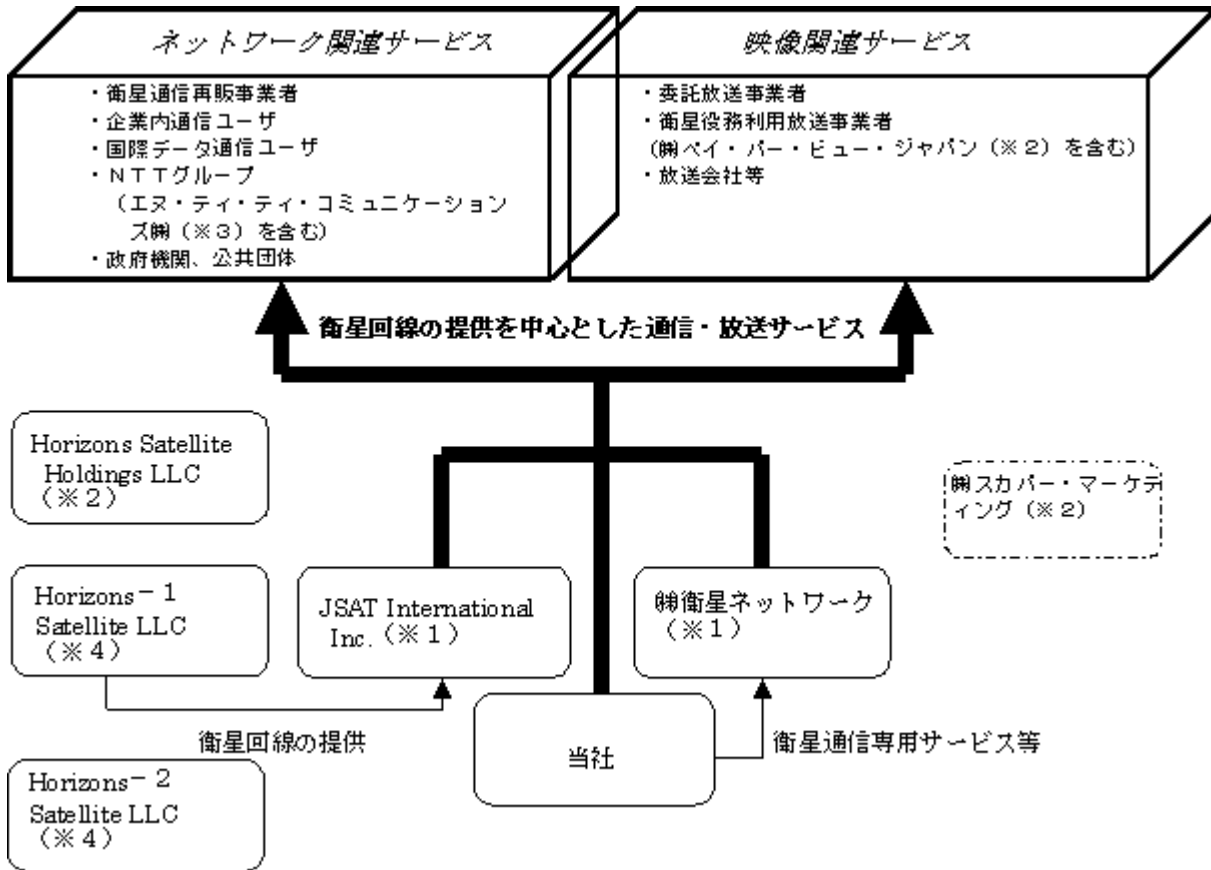 ネットワーク関連サービス
・衛星通信再販事業者
・企業内通信ユーザ
・国際データ通信ユーザ
・ＮＴＴグループ
（エヌ・ティ・ティ・コミュニケーション
ズ㈱（※３）を含む）
・政府機関、公共団体
映像関連サービス
・委託放送事業者
・衛星役務利用放送事業者
（㈱ペイ・パー・ビュー・ジャパン（※２）を含む）
・放送会社等
衛星回線の提供を中心とした通信・放送サービス
Horizons Satellite
Holdings LLC
（※２）
㈱スカパー・マーケテ
ィング（※２）
Horizons－１
Satellite LLC
（※４）
JSAT International
Inc.（※１）
㈱衛星ネットワーク
（※１）
衛星回線の提供
当社
衛星通信専用サービス等
Horizons－２
Satellite LLC
（※４）